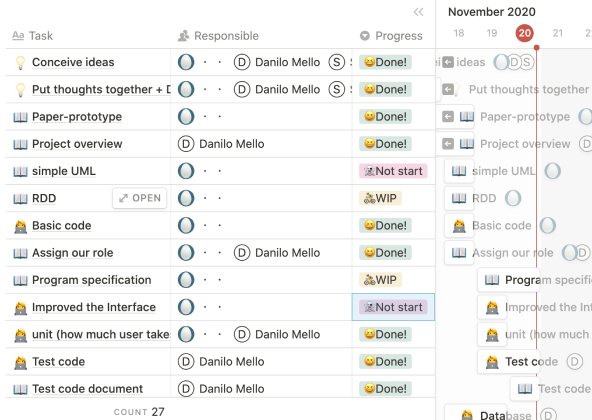 November 2020
Aa Task Responsible Progress 18 19 20 21
Conceive ideas D Danilo Mello S Done! ideas D S
Put thoughts together + D D Danilo Mello S Done! Put thoughts together
Paper-prototype Done! Paper-prototype
Project overview D Danilo Mello Done! Project overview D
simple UML Not start simple UML
RDD OPEN WIP RDD
Basic code Done! Basic code
Assign our role D Danilo Mello Done! Assign our role D
Program specification WIP Program specifi
Improved the Interface Not start Improved the Int
unit (how much user take D Danilo Mello Done! unit (how much
Test code D Danilo Mello Done! Test code D
Test code document D Danilo Mello Done! Test code
COUNT 27 Database D